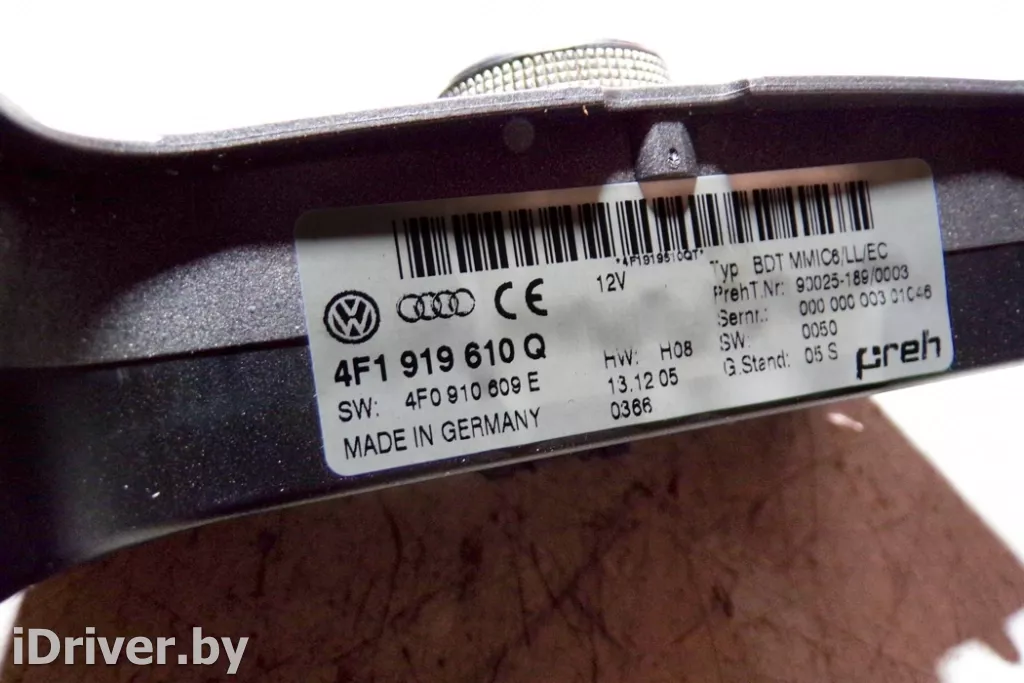 *4F1919610QT*
4F1 919 610 Q
SW: 4F0 910 609 E
MADE IN GERMANY
12V
HW: H08
13.12 05
0366
Typ BDT MMIC6/LL/EC
PrehT.Nr: 90025-189/0003
Sernr.: 000 000 003 01046
SW: 0050
G.Stand: 05 S
CE
preh
iDriver.by